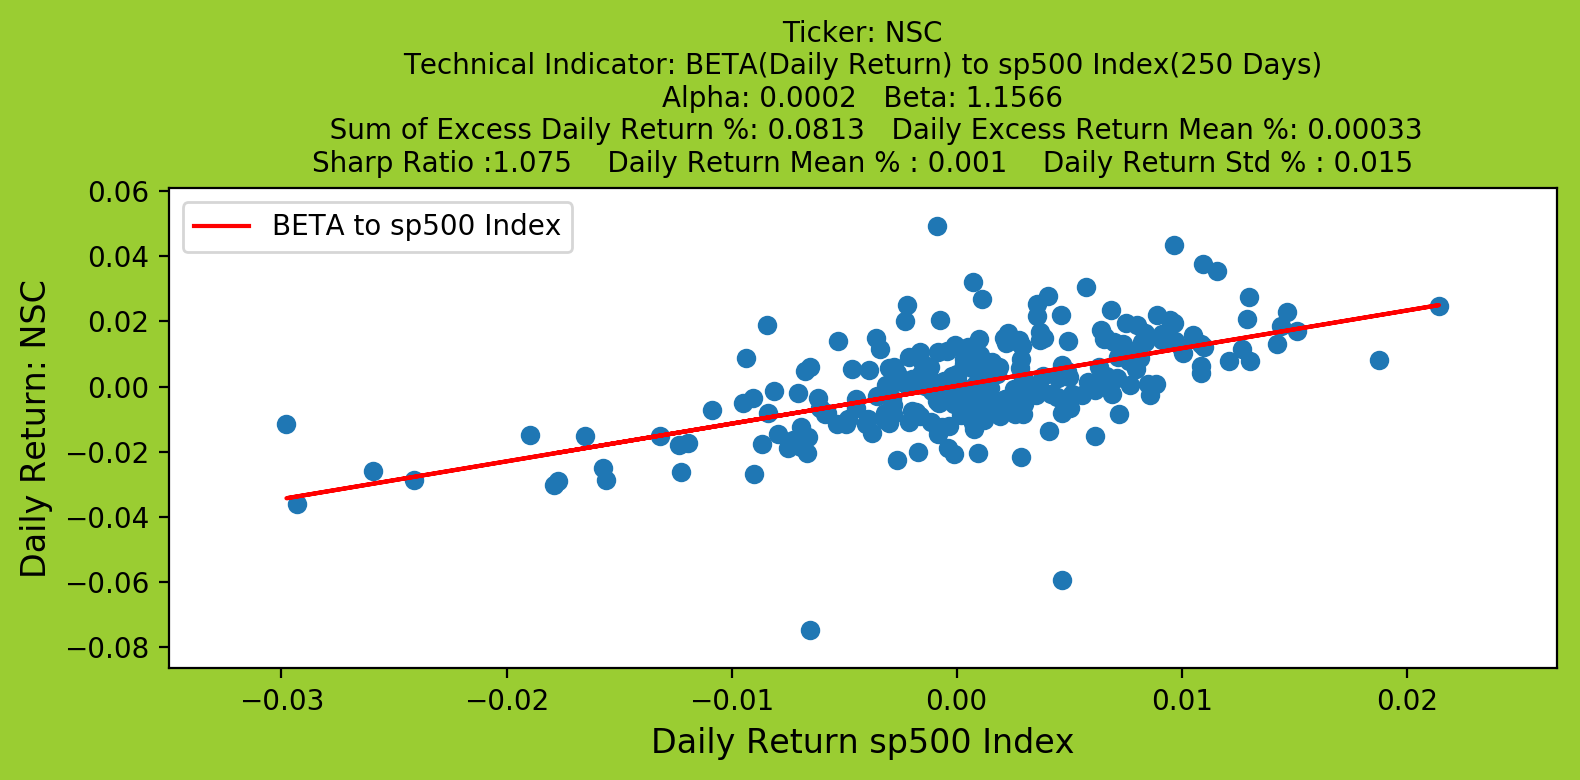 Ticker: NSC
Technical Indicator: BETA(Daily Return) to sp500 Index(250 Days)
Alpha: 0.0002 Beta: 1.1566
Sum of Excess Daily Return %: 0.0813 Daily Excess Return Mean %: 0.00033
Sharp Ratio :1.075 Daily Return Mean % : 0.001 Daily Return Std % : 0.015
BETA to sp500 Index
Daily Return: NSC
0.06
0.04
0.02
0.00
−0.02
−0.04
−0.06
−0.08
−0.03 −0.02 −0.01 0.00 0.01 0.02
Daily Return sp500 Index